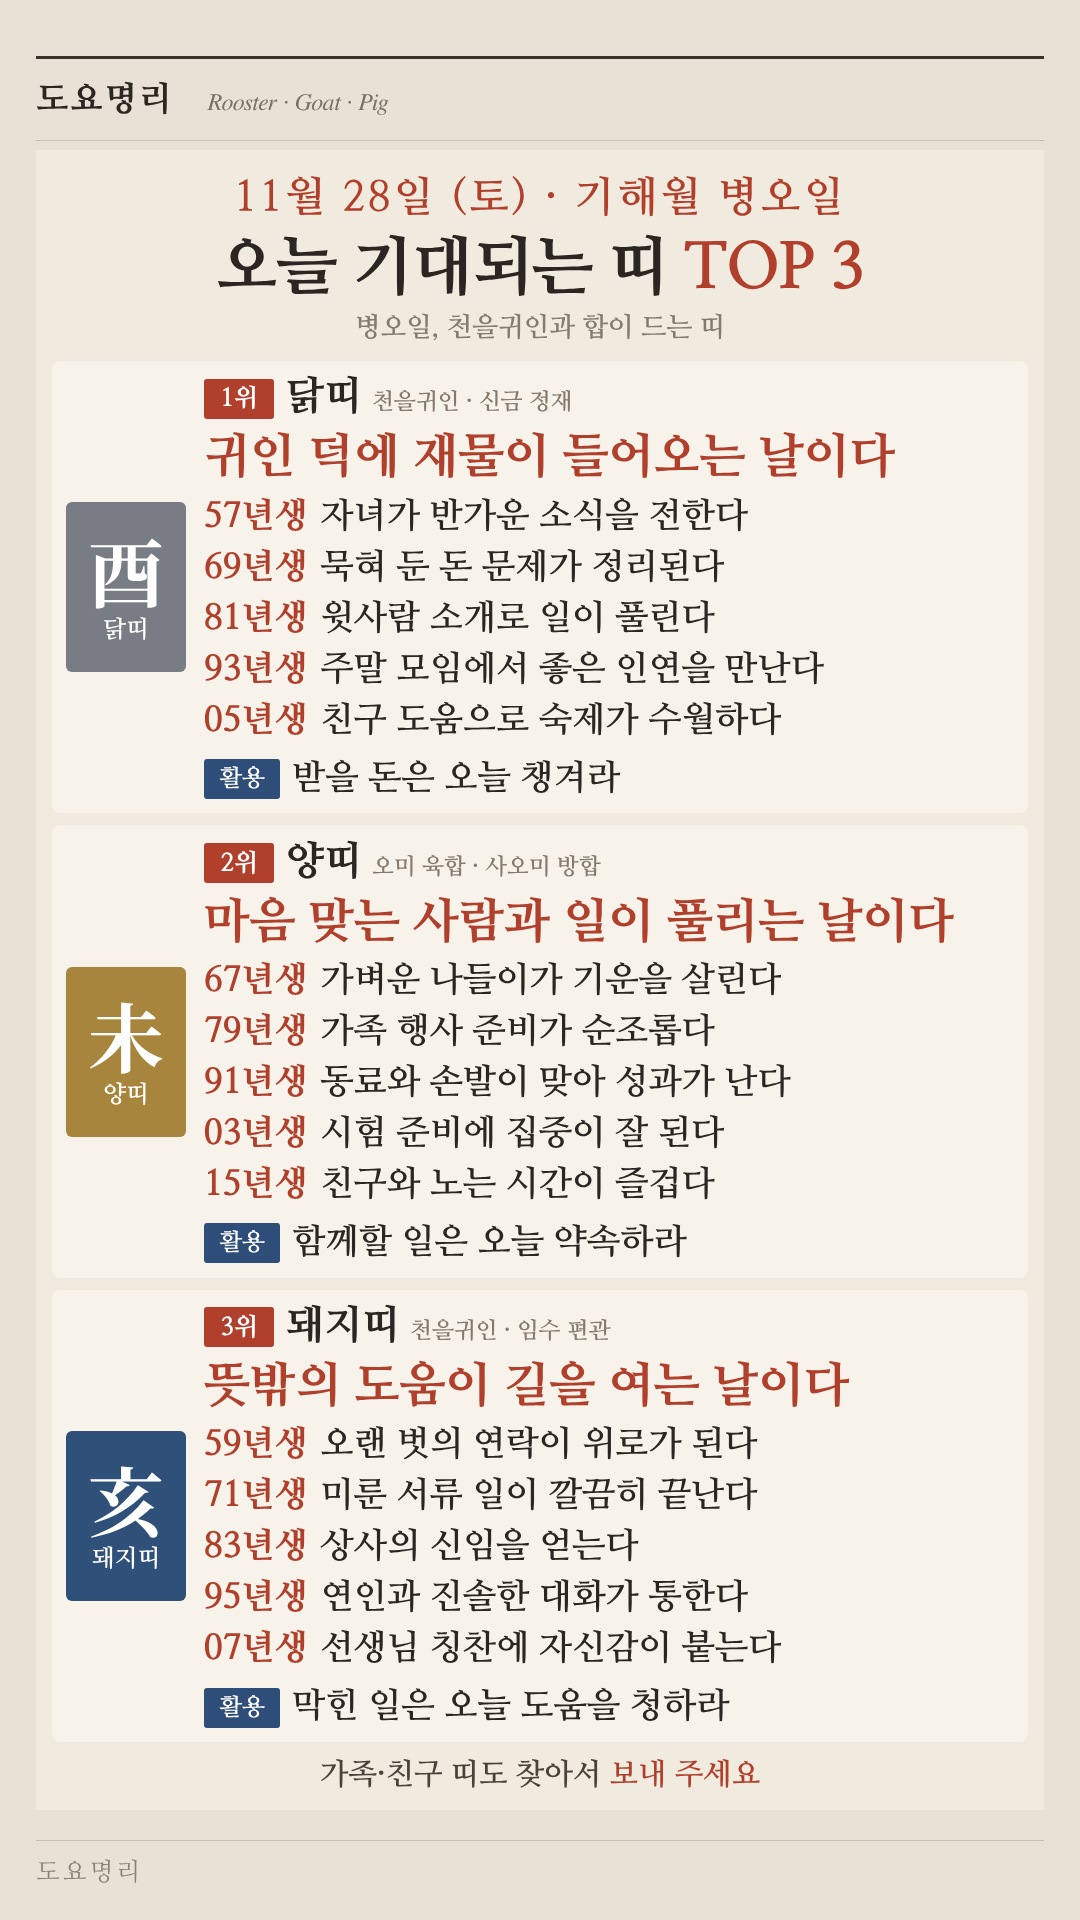 도요명리 Rooster · Goat · Pig
11월 28일 (토) · 기해월 병오일
오늘 기대되는 띠 TOP 3
병오일, 천을귀인과 합이 드는 띠
酉
닭띠
1위 닭띠 천을귀인 · 신금 정재
귀인 덕에 재물이 들어오는 날이다
57년생 자녀가 반가운 소식을 전한다
69년생 묵혀 둔 돈 문제가 정리된다
81년생 윗사람 소개로 일이 풀린다
93년생 주말 모임에서 좋은 인연을 만난다
05년생 친구 도움으로 숙제가 수월하다
활용 받을 돈은 오늘 챙겨라
未
양띠
2위 양띠 오미 육합 · 사오미 방합
마음 맞는 사람과 일이 풀리는 날이다
67년생 가벼운 나들이가 기운을 살린다
79년생 가족 행사 준비가 순조롭다
91년생 동료와 손발이 맞아 성과가 난다
03년생 시험 준비에 집중이 잘 된다
15년생 친구와 노는 시간이 즐겁다
활용 함께할 일은 오늘 약속하라
亥
돼지띠
3위 돼지띠 천을귀인 · 임수 편관
뜻밖의 도움이 길을 여는 날이다
59년생 오랜 벗의 연락이 위로가 된다
71년생 미룬 서류 일이 깔끔히 끝난다
83년생 상사의 신임을 얻는다
95년생 연인과 진솔한 대화가 통한다
07년생 선생님 칭찬에 자신감이 붙는다
활용 막힌 일은 오늘 도움을 청하라
가족·친구 띠도 찾아서 보내 주세요
도요명리